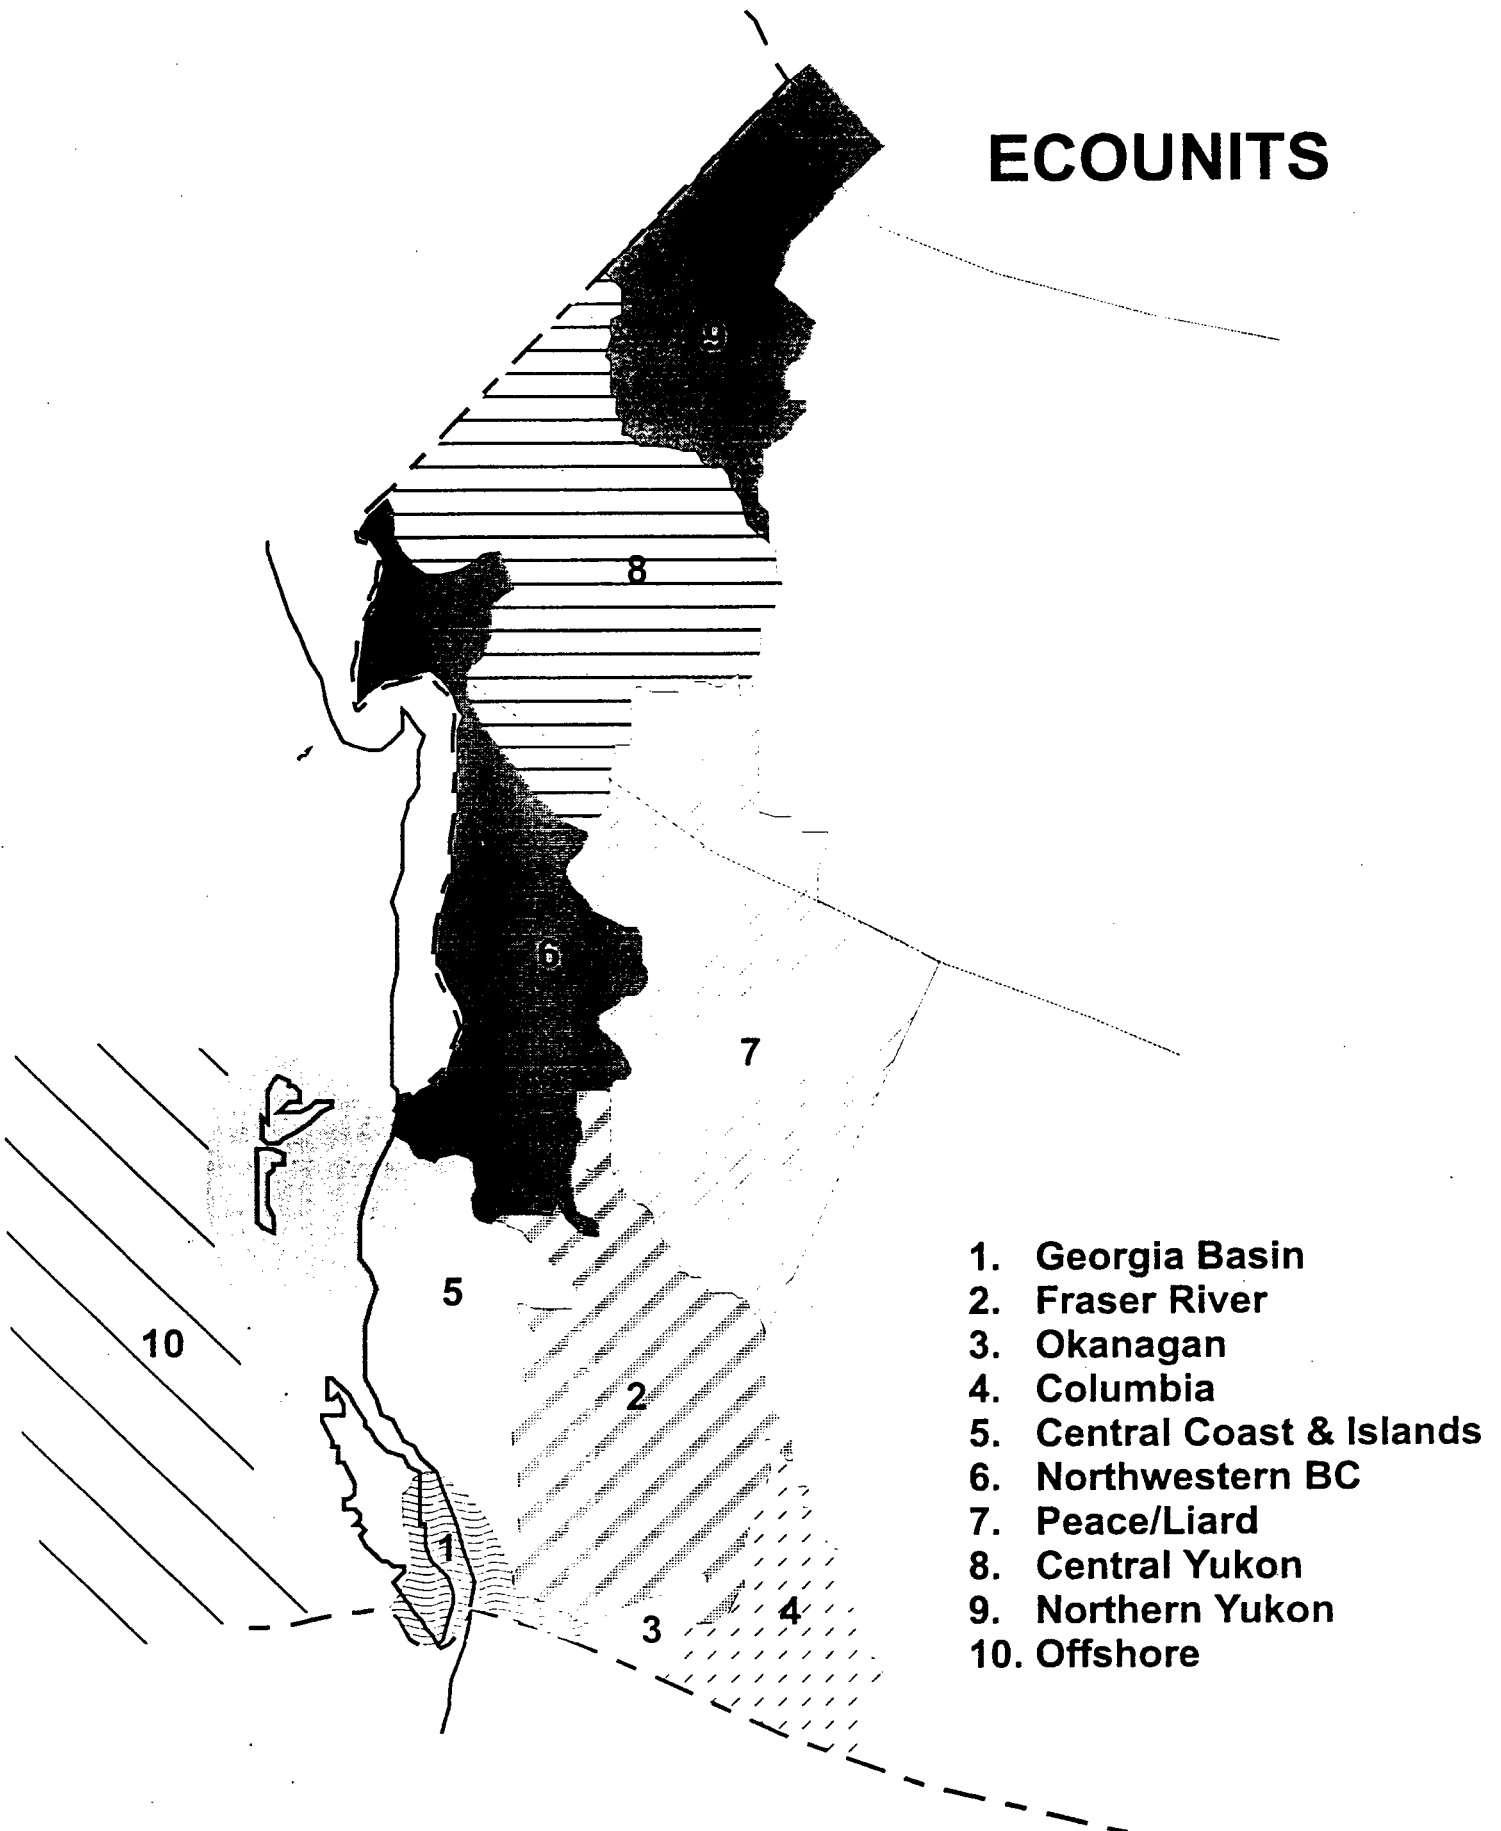 ECOUNITS
9
8
6
7
5
10
2
1
3
4
1. Georgia Basin
2. Fraser River
3. Okanagan
4. Columbia
5. Central Coast & Islands
6. Northwestern BC
7. Peace/Liard
8. Central Yukon
9. Northern Yukon
10. Offshore